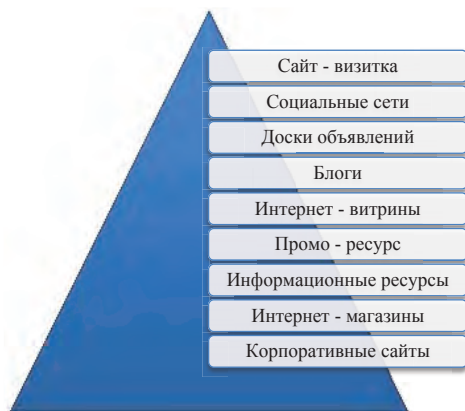 Сайт - визитка
Социальные сети
Доски объявлений
Блоги
Интернет - витрины
Промо - ресурс
Информационные ресурсы
Интернет - магазины
Корпоративные сайты